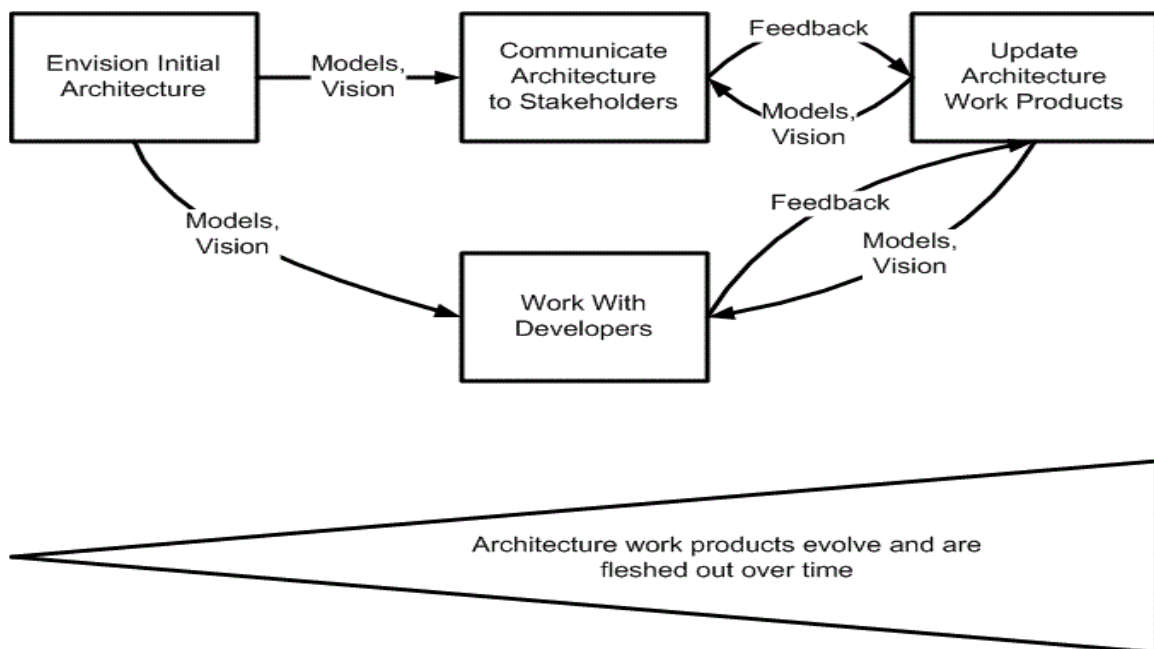 Envision Initial
Architecture
Models,
Vision
Communicate
Architecture
to Stakeholders
Feedback
Models,
Vision
Update
Architecture
Work Products
Models,
Vision
Feedback
Models,
Vision
Work With
Developers
Architecture work products evolve and are
fleshed out over time